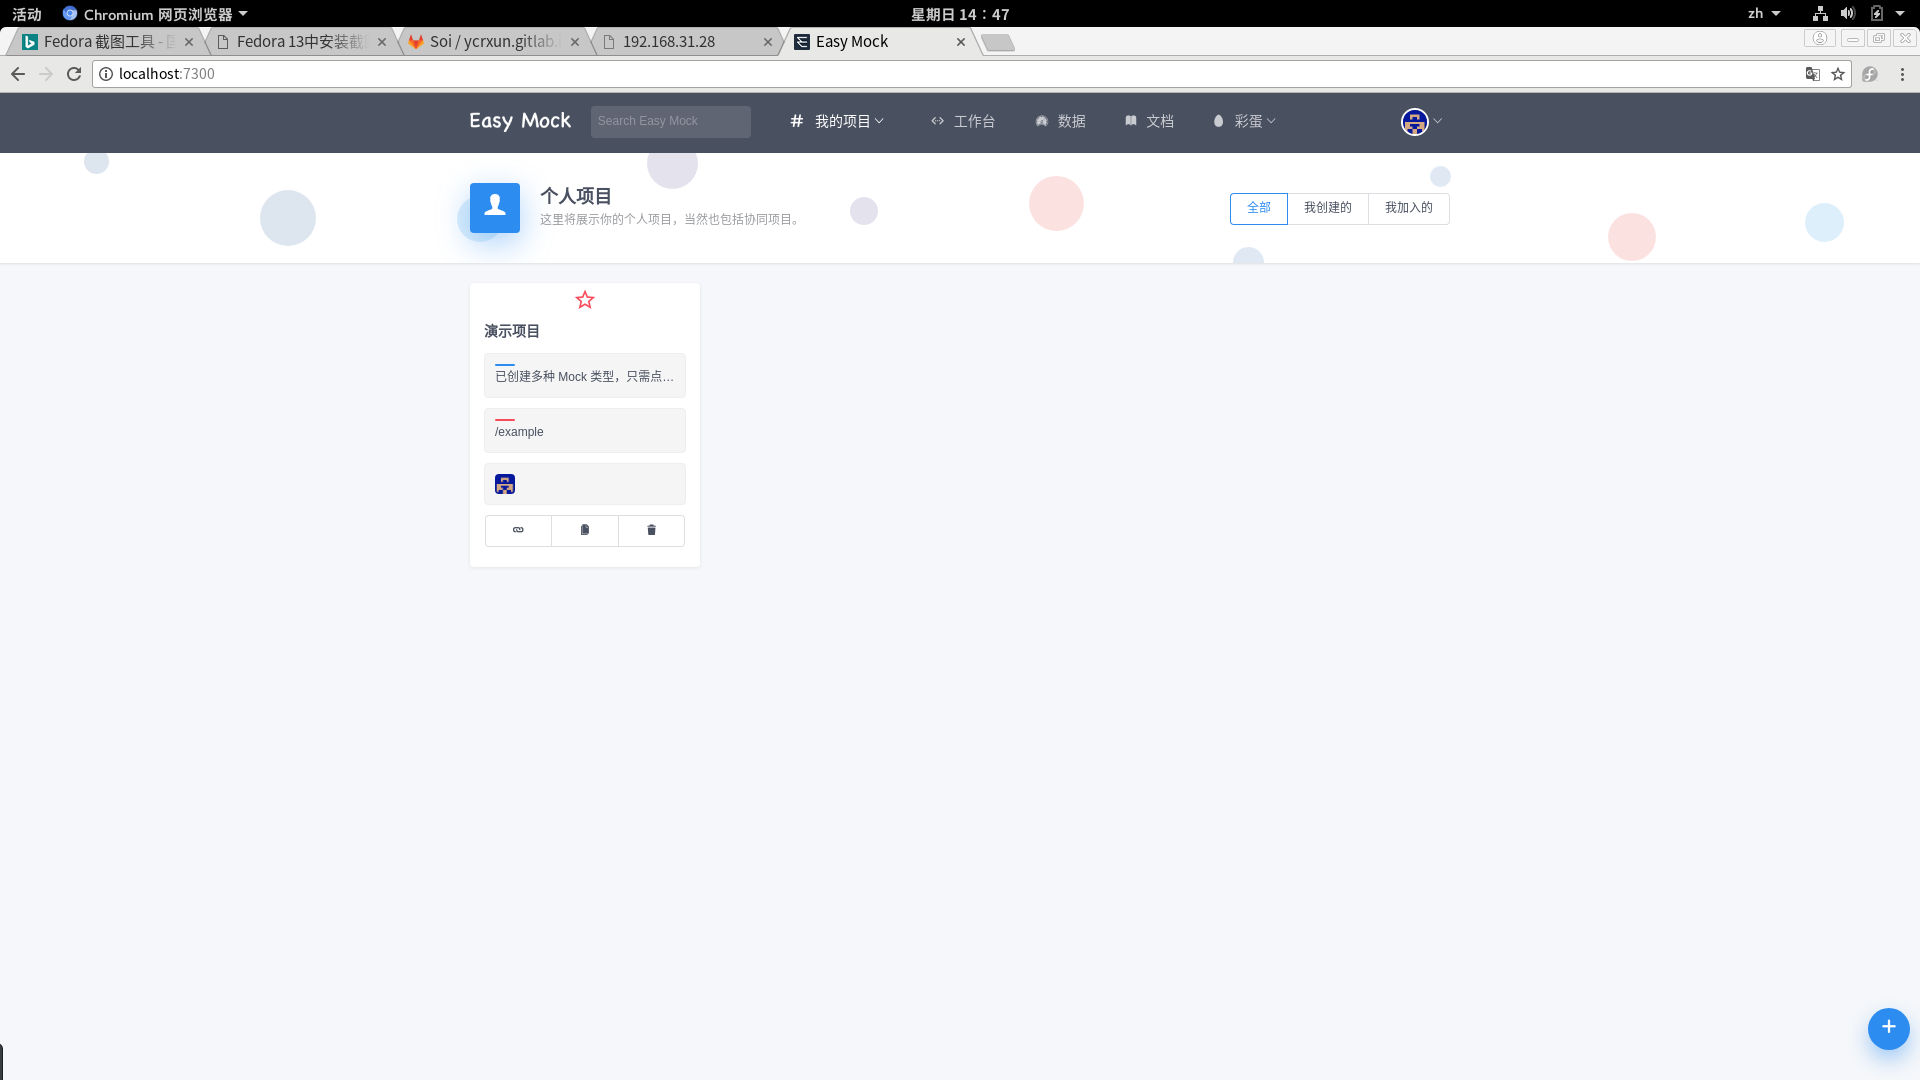 活动 Chromium 网页浏览器 星期日 14：47 zh
Fedora 截图工具 - Fedora 13中安装截 Soi / ycrxun.gitlab. 192.168.31.28 Easy Mock
localhost:7300
Easy Mock Search Easy Mock 我的项目 工作台 数据 文档 彩蛋
个人项目
这里将展示你的个人项目，当然也包括协同项目。
全部 我创建的 我加入的
演示项目
已创建多种 Mock 类型，只需点...
/example